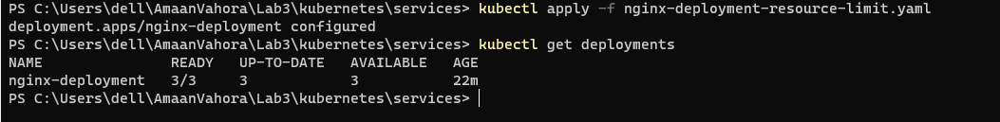 PS C:\Users\dell\AmaanVahora\Lab3\kubernetes\services> kubectl apply -f nginx-deployment-resource-limit.yaml
deployment.apps/nginx-deployment configured
PS C:\Users\dell\AmaanVahora\Lab3\kubernetes\services> kubectl get deployments
NAME               READY   UP-TO-DATE   AVAILABLE   AGE
nginx-deployment   3/3     3            3           22m
PS C:\Users\dell\AmaanVahora\Lab3\kubernetes\services>